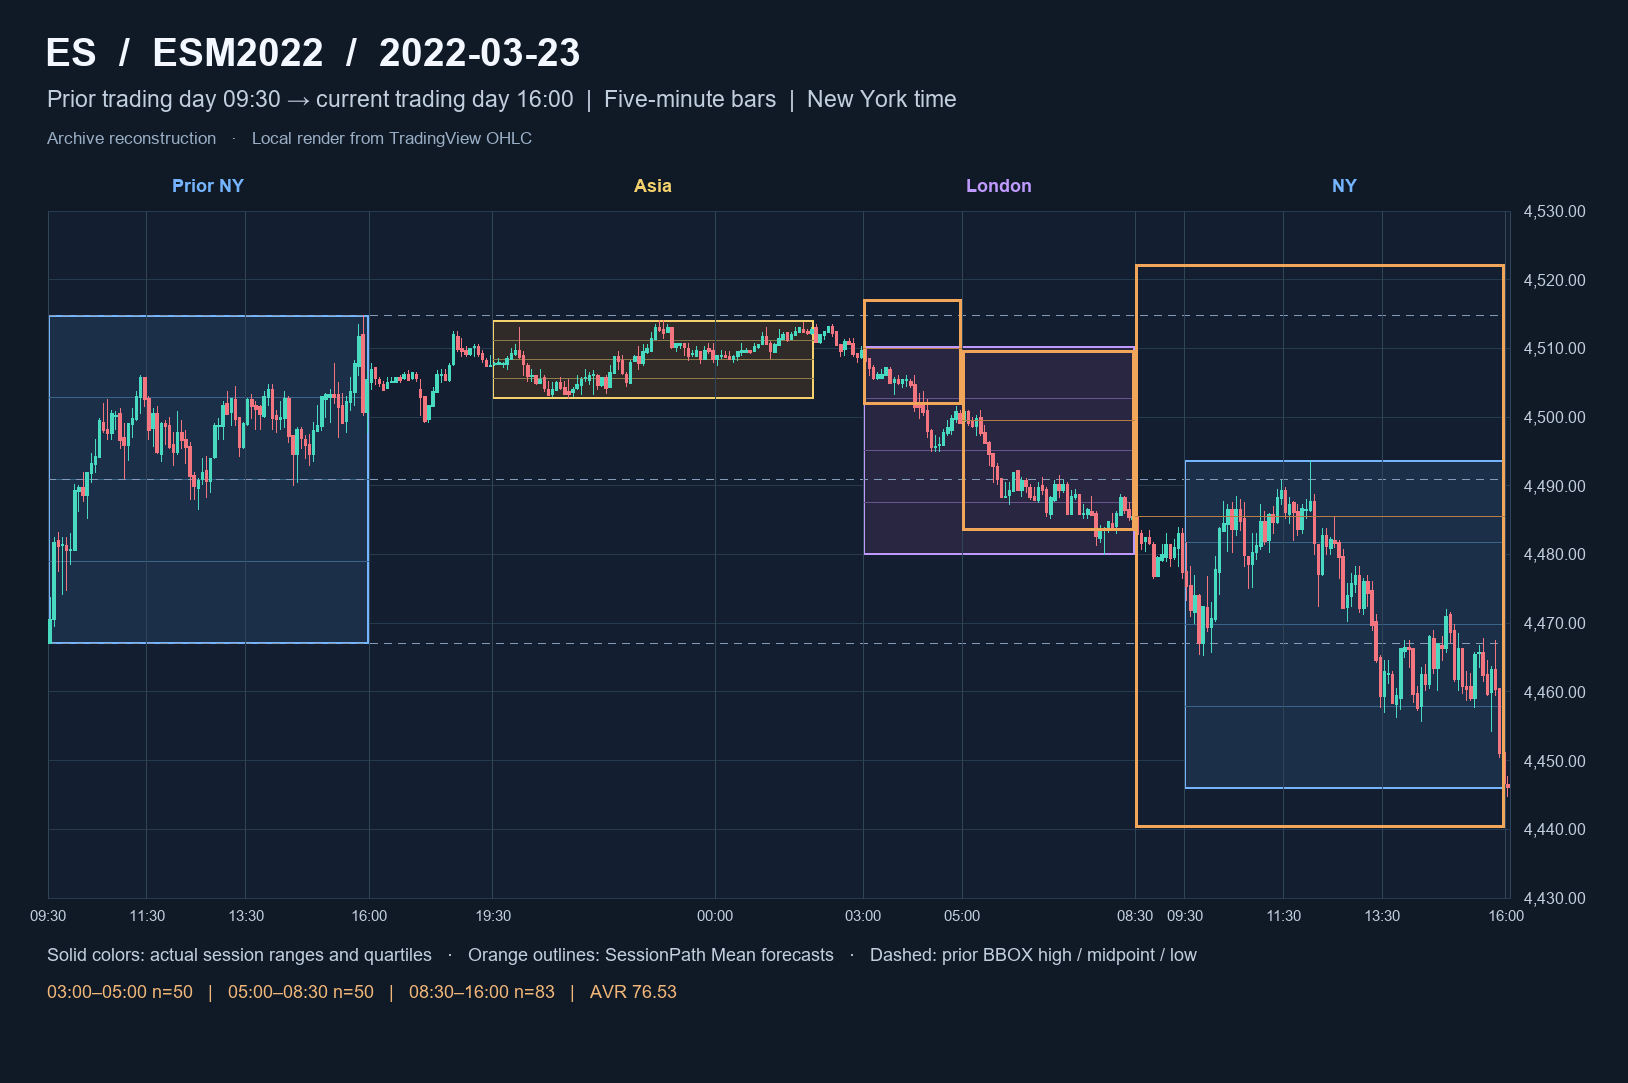 ES / ESM2022 / 2022-03-23
Prior trading day 09:30 → current trading day 16:00 | Five-minute bars | New York time
Archive reconstruction · Local render from TradingView OHLC
Prior NY Asia London NY
4,530.00
4,520.00
4,510.00
4,500.00
4,490.00
4,480.00
4,470.00
4,460.00
4,450.00
4,440.00
4,430.00
09:30 11:30 13:30 16:00 19:30 00:00 03:00 05:00 08:30 09:30 11:30 13:30 16:00
Solid colors: actual session ranges and quartiles · Orange outlines: SessionPath Mean forecasts · Dashed: prior BBOX high / midpoint / low
03:00–05:00 n=50 | 05:00–08:30 n=50 | 08:30–16:00 n=83 | AVR 76.53